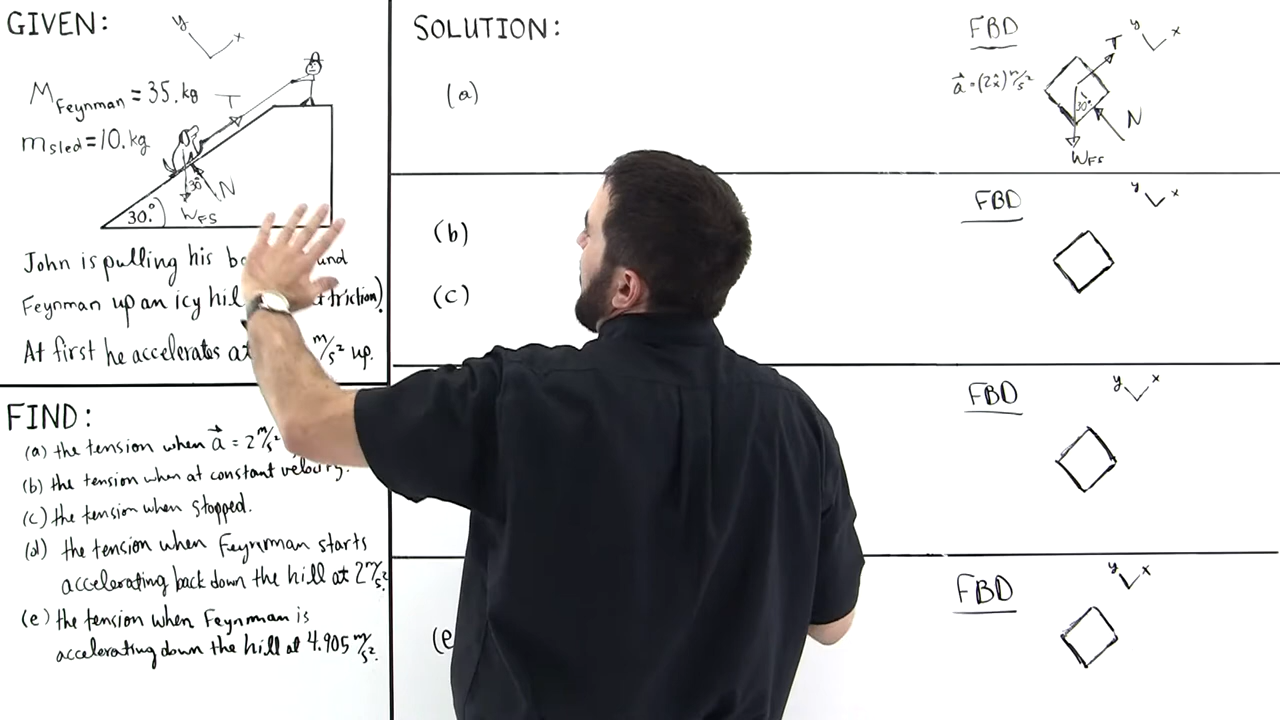 GIVEN:
y
x
M Feynman = 35. kg
m sled = 10. kg
T
30°
N
30.°
W FS
John is pulling his
Feynman up an icy
At first he accelerates at m/s² up.
FIND:
(a) the tension when a = 2 m/s²
(b) the tension when at constant velocity.
(c) the tension when stopped.
(d) the tension when Feynman starts
accelerating back down the hill at 2 m/s².
(e) the tension when Feynman is
accelerating down the hill at 4.905 m/s².
SOLUTION:
(a)
FBD
y
x
T
a = (2x̂) m/s²
30°
N
W FS
(b)
(c)
FBD
y
x
FBD
y
x
(e
FBD
y
x